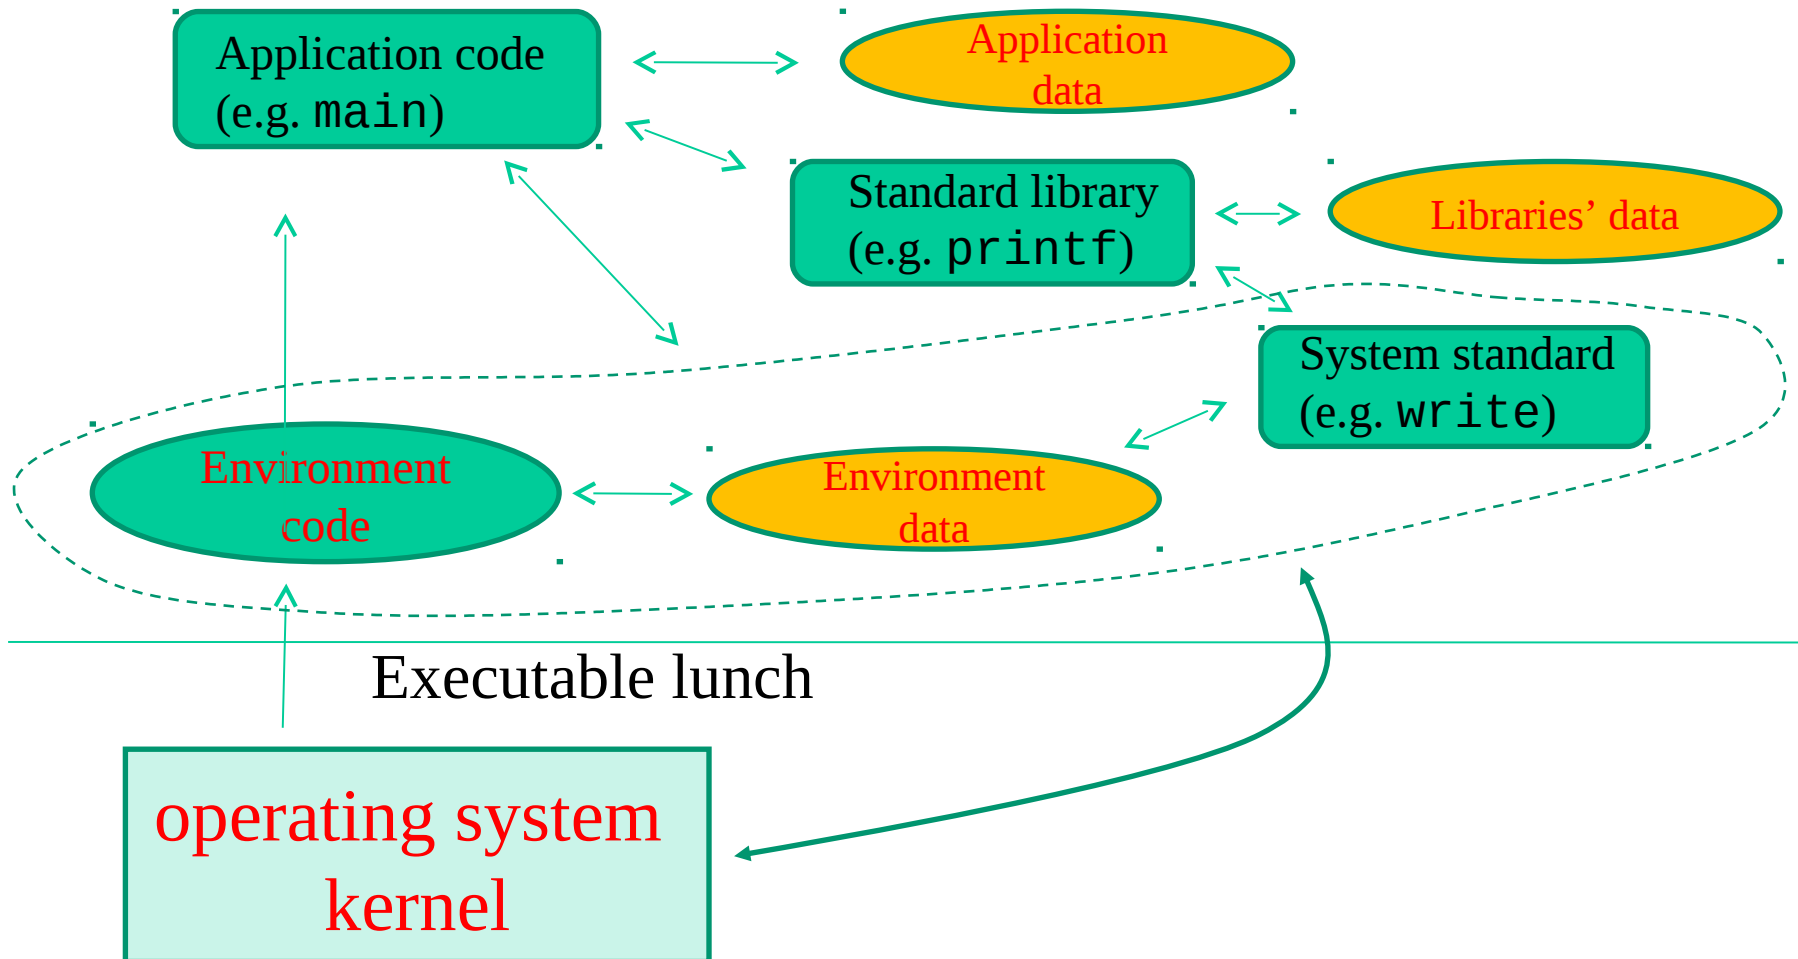 Application code
(e.g. main)
Application
data
Standard library
(e.g. printf)
Libraries’ data
System standard
(e.g. write)
Environment
code
Environment
data
Executable lunch
operating system
kernel